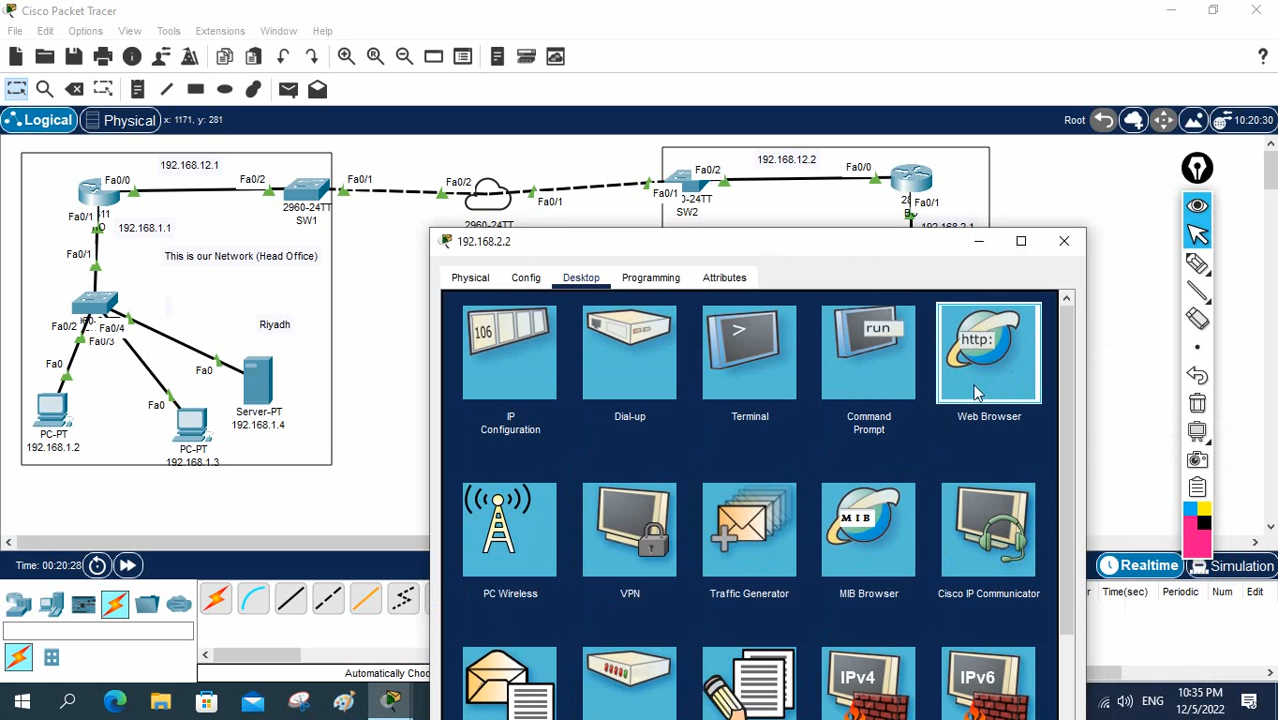 Cisco Packet Tracer
File Edit Options View Tools Extensions Window Help
Logical Physical x: 1171, y: 281 Root 10:20:30
192.168.12.1
Fa0/0 Fa0/2 Fa0/1
2960-24TT
SW1
Fa0/1
192.168.1.1
This is our Network (Head Office)
Fa0/1
Riyadh
Fa0/2
Fa0/4
Fa0/3
Fa0
Fa0
Fa0
PC-PT
192.168.1.2
PC-PT
192.168.1.3
Server-PT
192.168.1.4
Fa0/2
Fa0/1
2960-24TT
192.168.12.2
Fa0/2 Fa0/0
Fa0/1
SW2
Fa0/1
192.168.2.2
Physical Config Desktop Programming Attributes
106
>
run
http:
IP
Configuration
Dial-up
Terminal
Command
Prompt
Web Browser
MIB
PC Wireless
VPN
Traffic Generator
MIB Browser
Cisco IP Communicator
IPv4
IPv6
Time: 00:20:28
Realtime Simulation
Time(sec) Periodic Num Edit
Automatically Choo
ENG
10:35 PM
12/5/2022